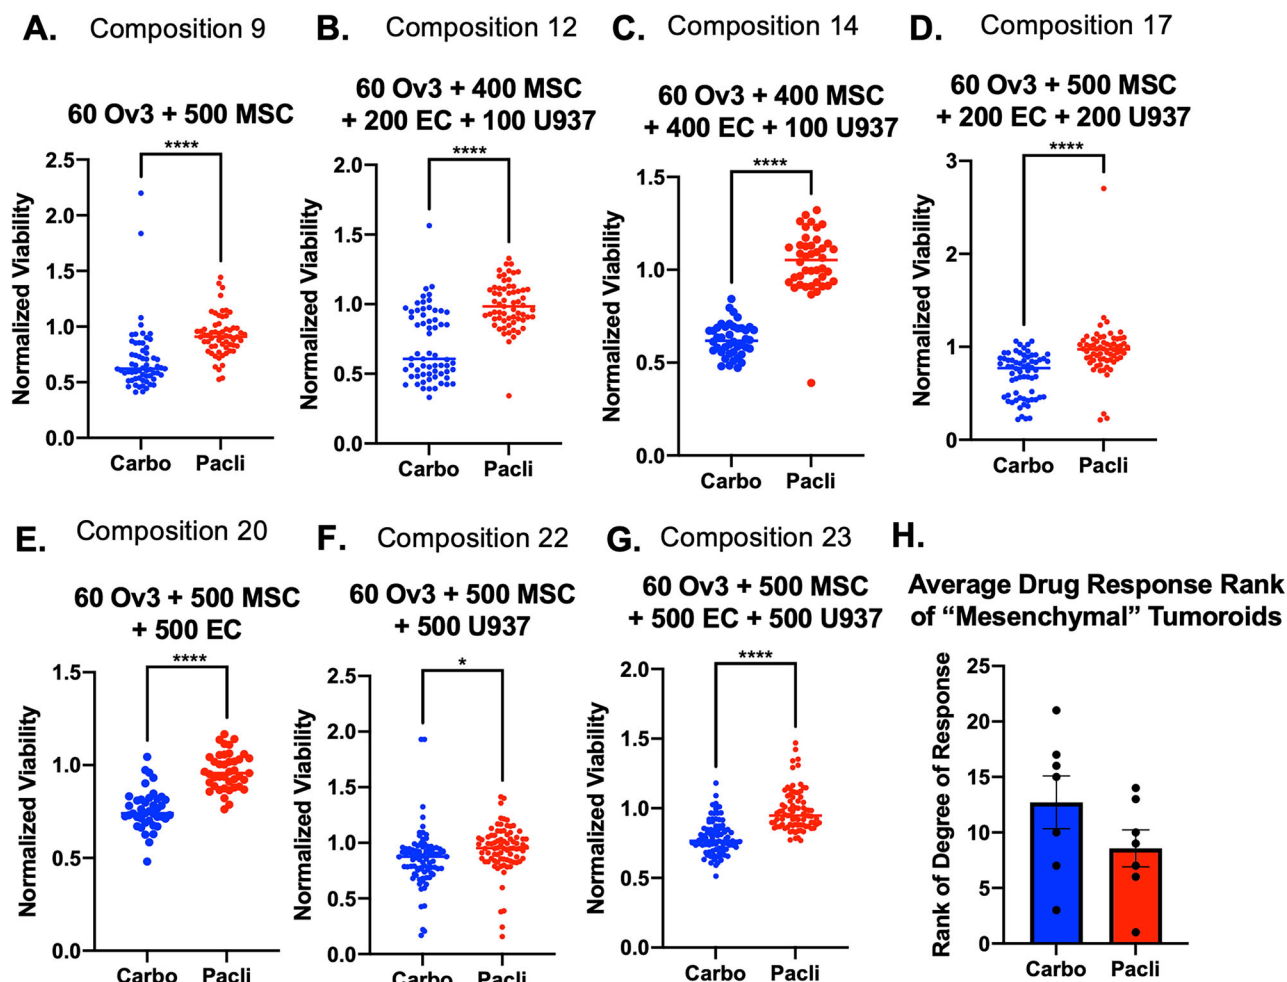 A. Composition 9
60 Ov3 + 500 MSC
****
2.5
2.0
1.5
1.0
0.5
0.0
Normalized Viability
Carbo Pacli
B. Composition 12
60 Ov3 + 400 MSC
+ 200 EC + 100 U937
****
2.0
1.5
1.0
0.5
0.0
Normalized Viability
Carbo Pacli
C. Composition 14
60 Ov3 + 400 MSC
+ 400 EC + 100 U937
****
1.5
1.0
0.5
0.0
Normalized Viability
Carbo Pacli
D. Composition 17
60 Ov3 + 500 MSC
+ 200 EC + 200 U937
****
3
2
1
0
Normalized Viability
Carbo Pacli
E. Composition 20
60 Ov3 + 500 MSC
+ 500 EC
****
1.5
1.0
0.5
0.0
Normalized Viability
Carbo Pacli
F. Composition 22
60 Ov3 + 500 MSC
+ 500 U937
*
2.5
2.0
1.5
1.0
0.5
0.0
Normalized Viability
Carbo Pacli
G. Composition 23
60 Ov3 + 500 MSC
+ 500 EC + 500 U937
****
2.0
1.5
1.0
0.5
0.0
Normalized Viability
Carbo Pacli
H.
Average Drug Response Rank
of “Mesenchymal” Tumoroids
25
20
15
10
5
0
Rank of Degree of Response
Carbo Pacli